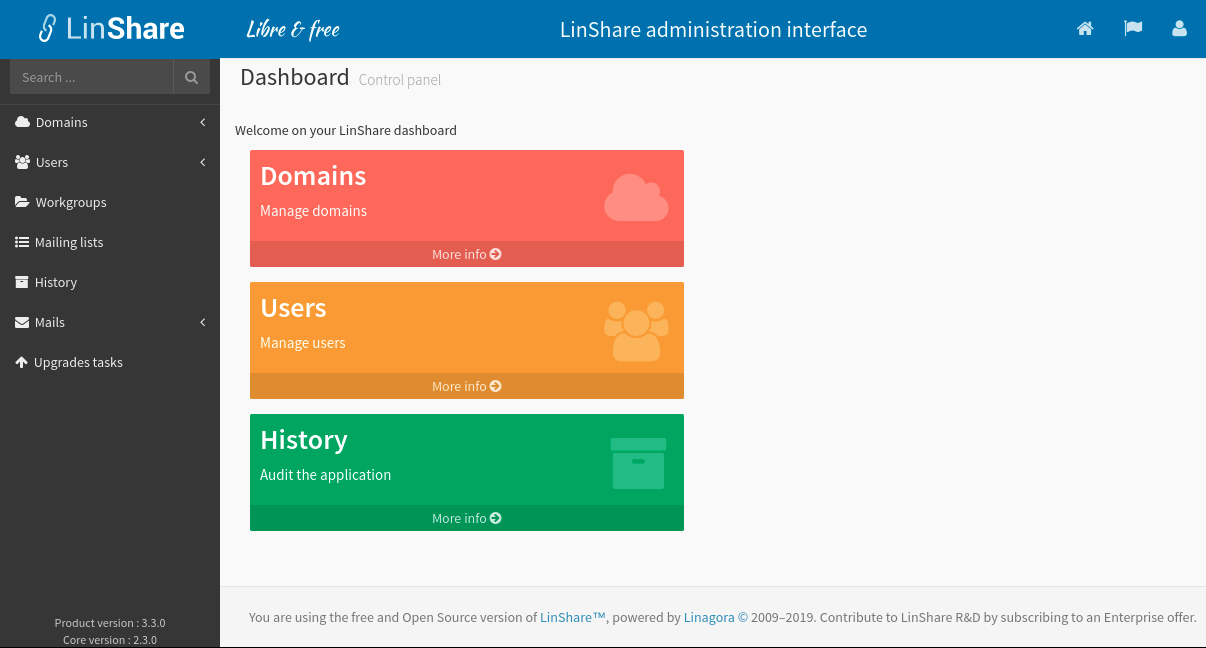 LinShare
Libre & free
LinShare administration interface
Search ...
Domains
Users
Workgroups
Mailing lists
History
Mails
Upgrades tasks
Product version : 3.3.0
Core version : 2.3.0
Dashboard Control panel
Welcome on your LinShare dashboard
Domains
Manage domains
More info
Users
Manage users
More info
History
Audit the application
More info
You are using the free and Open Source version of LinShare™, powered by Linagora © 2009–2019. Contribute to LinShare R&D by subscribing to an Enterprise offer.